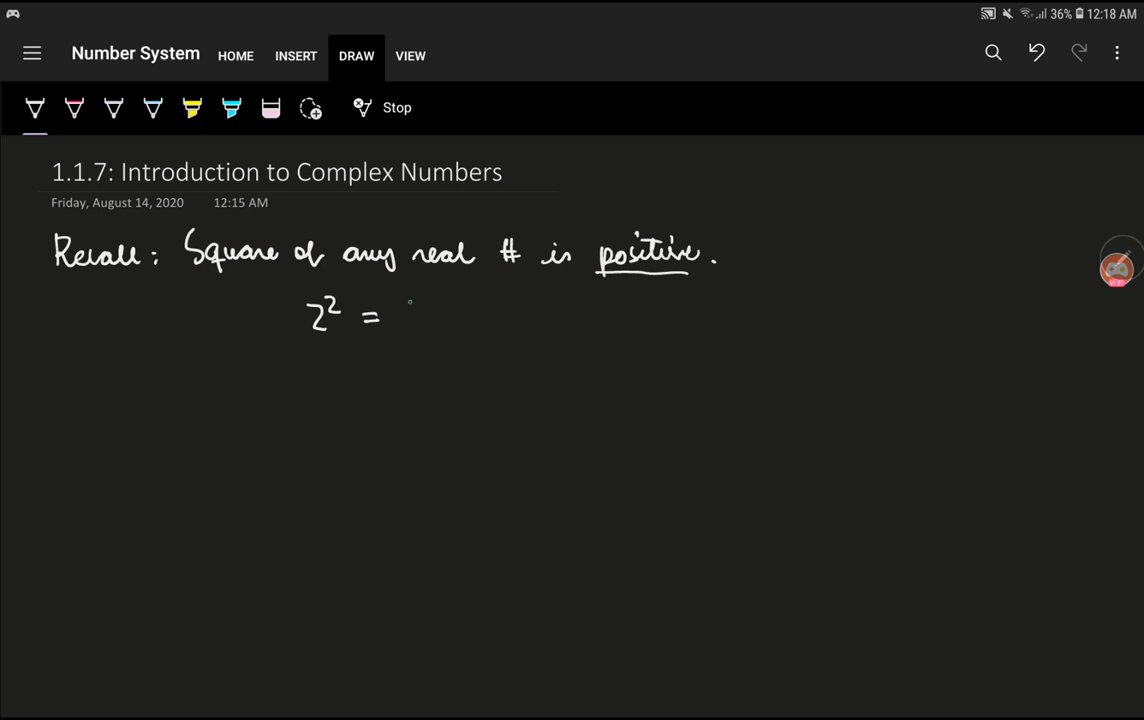 36% 12:18 AM
Number System HOME INSERT DRAW VIEW
Stop
1.1.7: Introduction to Complex Numbers
Friday, August 14, 2020 12:15 AM
Recall: Square of any real # is positive.
2² =